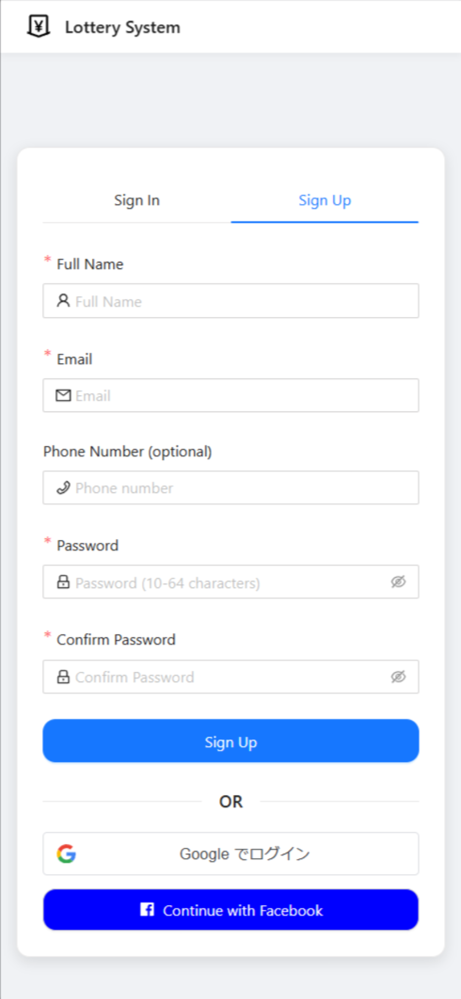 ¥ Lottery System
Sign In
Sign Up
* Full Name
Full Name
* Email
Email
Phone Number (optional)
Phone number
* Password
Password (10-64 characters)
* Confirm Password
Confirm Password
Sign Up
OR
Google でログイン
Continue with Facebook